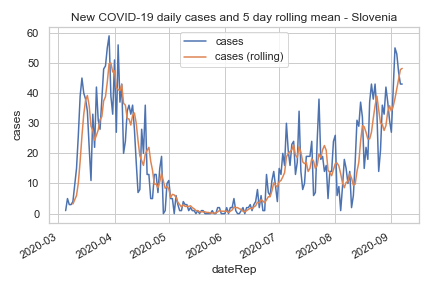 New COVID-19 daily cases and 5 day rolling mean - Slovenia
cases
cases (rolling)
60
50
40
30
20
10
0
cases
2020-03
2020-04
2020-05
2020-06
2020-07
2020-08
2020-09
dateRep